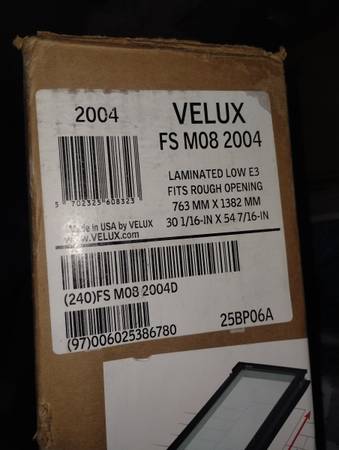 2004
VELUX
FS M08 2004
5 702325 608323
LAMINATED LOW E3
FITS ROUGH OPENING
763 MM X 1382 MM
30 1/16-IN X 54 7/16-IN
Made in USA by VELUX
www.VELUX.com
(240)FS M08 2004D
25BP06A
(97)006025386780